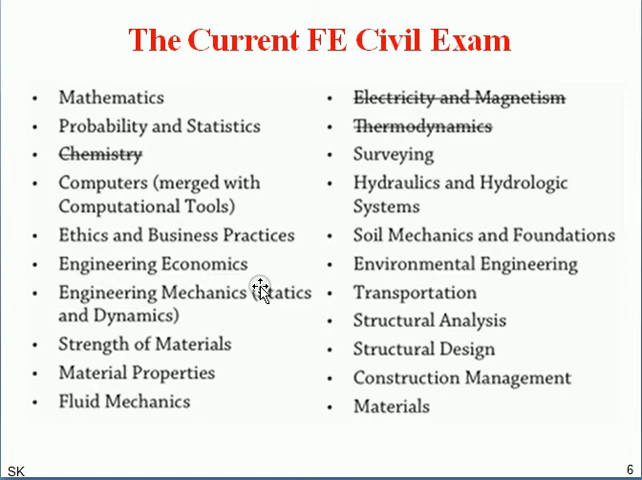 The Current FE Civil Exam
• Mathematics
• Probability and Statistics
• Chemistry
• Computers (merged with
Computational Tools)
• Ethics and Business Practices
• Engineering Economics
• Engineering Mechanics (Statics
and Dynamics)
• Strength of Materials
• Material Properties
• Fluid Mechanics
• Electricity and Magnetism
• Thermodynamics
• Surveying
• Hydraulics and Hydrologic
Systems
• Soil Mechanics and Foundations
• Environmental Engineering
• Transportation
• Structural Analysis
• Structural Design
• Construction Management
• Materials
SK
6